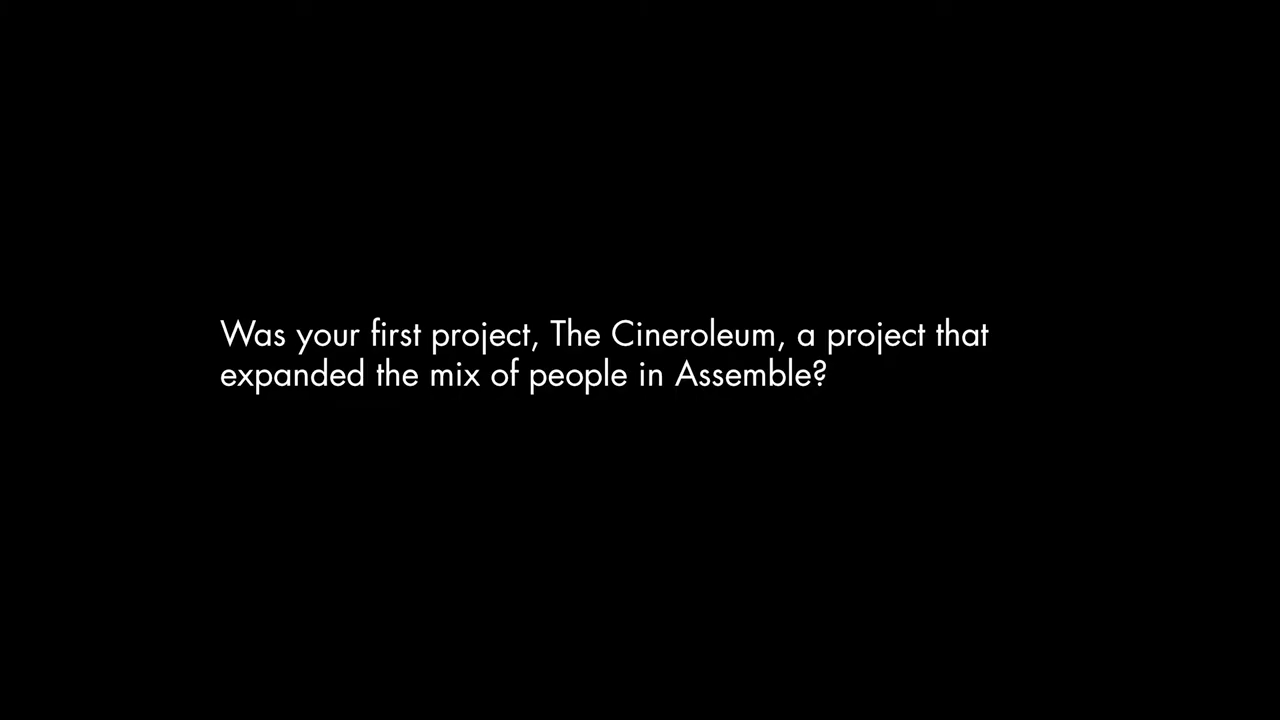 Was your first project, The Cineroleum, a project that
expanded the mix of people in Assemble?